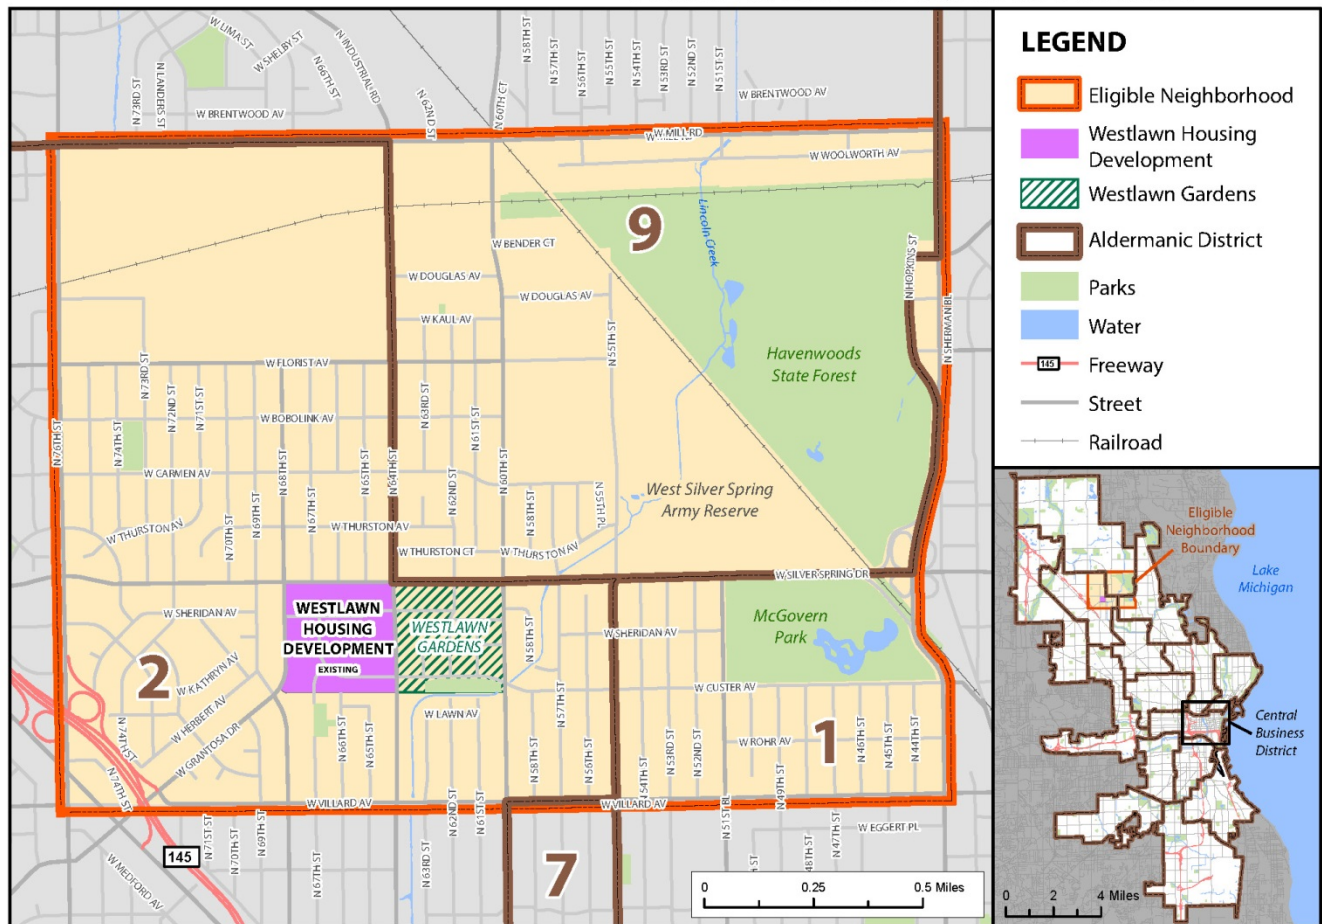 W LIMA ST
W SHELBY ST
N LANDERS ST
N 73RD ST
N 66TH ST
N INDUSTRIAL RD
N 62ND ST
N 60TH CT
N 58TH ST
N 57TH ST
N 56TH ST
N 55TH ST
N 54TH ST
N 53RD ST
N 52ND ST
N 51ST ST
W BRENTWOOD AV
W BRENTWOOD AV
W MILL RD
W WOOLWORTH AV
9
Lincoln Creek
W BENDER CT
W DOUGLAS AV
W DOUGLAS AV
W KAUL AV
N HOPKINS ST
N SHERMAN BL
N 55TH ST
Havenwoods
State Forest
W FLORIST AV
N 73RD ST
N 72ND ST
N 71ST ST
N 63RD ST
N 61ST ST
W BOBOLINK AV
N 76TH ST
N 74TH ST
N 68TH ST
N 65TH ST
N 64TH ST
N 60TH ST
W CARMEN AV
N 69TH ST
N 67TH ST
N 62ND ST
N 58TH ST
N 55TH PL
West Silver Spring
Army Reserve
W THURSTON AV
N 70TH ST
W THURSTON AV
W THURSTON CT
W THURSTON AV
W SILVER SPRING DR
W SHERIDAN AV
WESTLAWN
HOUSING
DEVELOPMENT
EXISTING
WESTLAWN
GARDENS
N 58TH ST
W SHERIDAN AV
McGovern
Park
2
W KATHRYN AV
W HERBERT AV
W GRANTOSA DR
N 74TH ST
N 74TH ST
W CUSTER AV
W LAWN AV
N 57TH ST
N 66TH ST
N 65TH ST
N 58TH ST
N 56TH ST
N 54TH ST
N 53RD ST
N 52ND ST
W ROHR AV
1
N 46TH ST
N 45TH ST
N 44TH ST
N 49TH ST
W VILLARD AV
W VILLARD AV
N 62ND ST
N 61ST ST
N 51ST BL
N 71ST ST
N 70TH ST
N 69TH ST
N 67TH ST
N 63RD ST
W EGGERT PL
N 47TH ST
48TH ST
W MEDFORD AV
145
7
0 0.25 0.5 Miles
LEGEND
Eligible Neighborhood
Westlawn Housing
Development
Westlawn Gardens
Aldermanic District
Parks
Water
145
Freeway
Street
Railroad
Eligible
Neighborhood
Boundary
Lake
Michigan
Central
Business
District
0 2 4 Miles